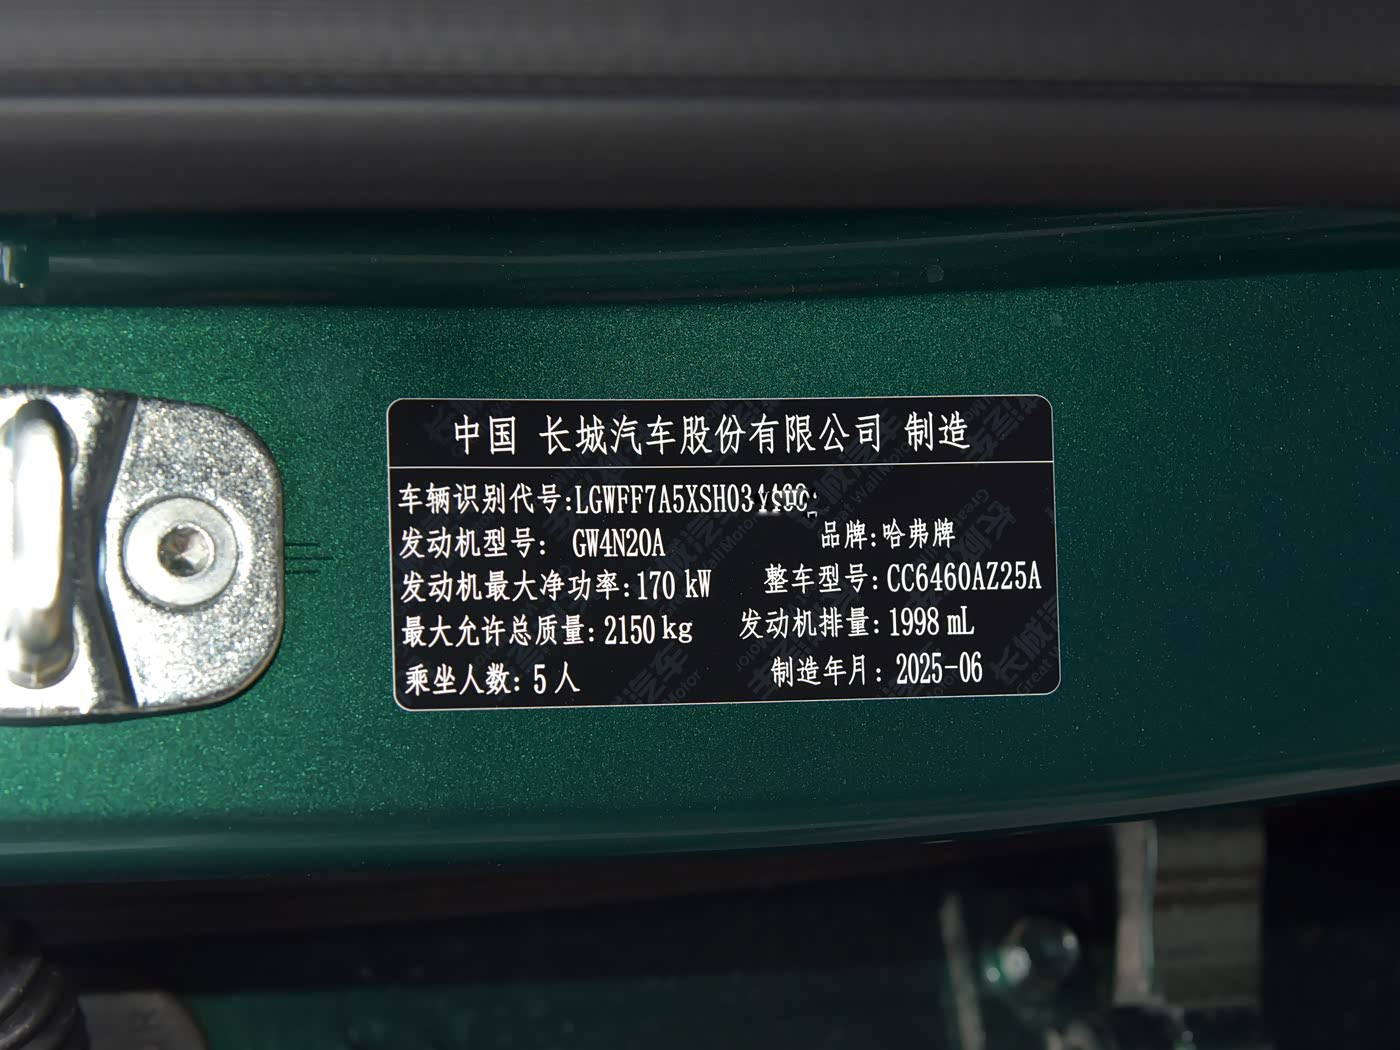 中国 长城汽车股份有限公司 制造
车辆识别代号:LGWFF7A5XSH03
发动机型号: GW4N20A 品牌:哈弗牌
发动机最大净功率:170 kW 整车型号:CC6460AZ25A
最大允许总质量:2150kg 发动机排量:1998 mL
乘坐人数:5人 制造年月:2025-06